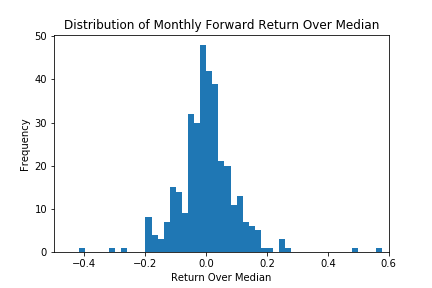 Distribution of Monthly Forward Return Over Median
50
40
30
20
10
0
Frequency
−0.4 −0.2 0.0 0.2 0.4 0.6
Return Over Median